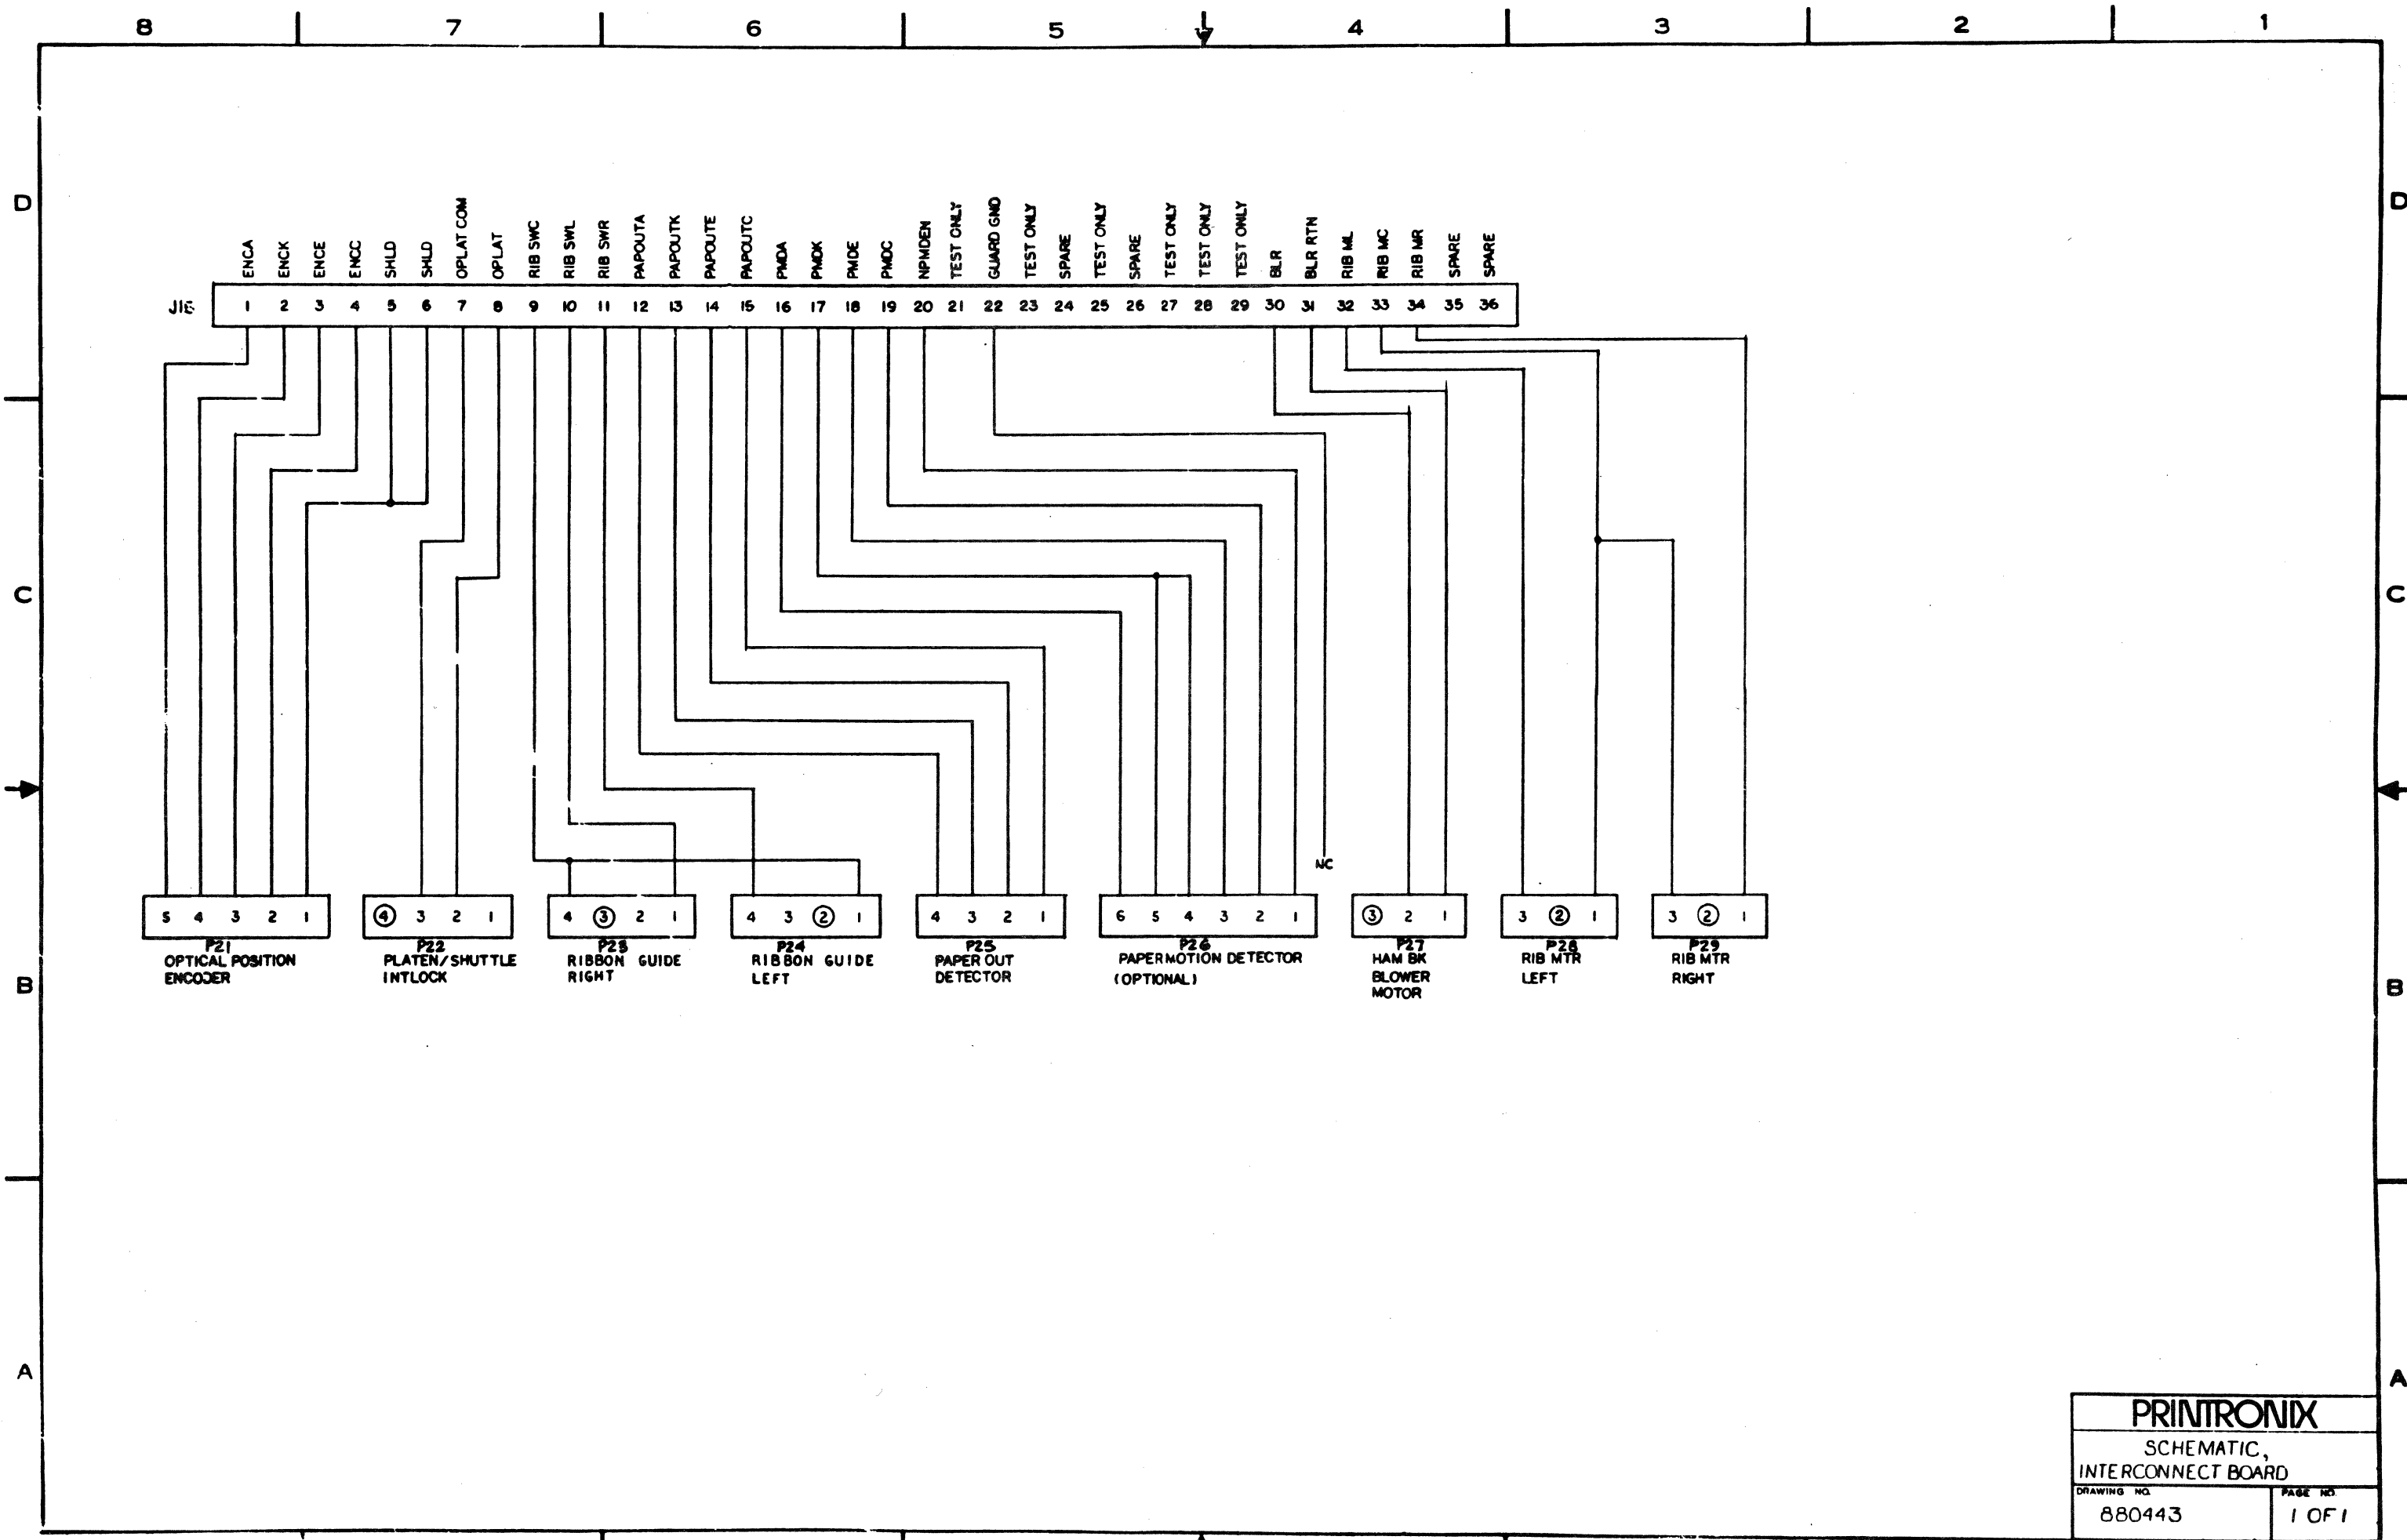 8 7 6 5 4 3 2 1
D D
ENCA
ENCK
ENCE
ENCC
SHLD
SHLD
OPLAT COM
OPLAT
RIB SWC
RIB SWL
RIB SWR
PAPOUTA
PAPOUTK
PAPOUTE
PAPOUTC
PMDA
PMDK
PMDE
PMDC
NPMDEN
TEST ONLY
GUARD GND
TEST ONLY
SPARE
TEST ONLY
SPARE
TEST ONLY
TEST ONLY
TEST ONLY
BLR
BLR RTN
RIB ML
RIB MC
RIB MR
SPARE
SPARE
1 2 3 4 5 6 7 8 9 10 11 12 13 14 15 16 17 18 19 20 21 22 23 24 25 26 27 28 29 30 31 32 33 34 35 36
C C
NC
5 4 3 2 1
P21
OPTICAL POSITION
ENCODER
4 3 2 1
P22
PLATEN/SHUTTLE
INTLOCK
4 3 2 1
P23
RIBBON GUIDE
RIGHT
4 3 2 1
P24
RIBBON GUIDE
LEFT
4 3 2 1
P25
PAPER OUT
DETECTOR
6 5 4 3 2 1
P26
PAPER MOTION DETECTOR
(OPTIONAL)
3 2 1
P27
HAM BK
BLOWER
MOTOR
3 2 1
P28
RIB MTR
LEFT
3 2 1
P29
RIB MTR
RIGHT
B B
A A
PRINTRONIX
SCHEMATIC,
INTERCONNECT BOARD
DRAWING NO. PAGE NO.
880443 1 OF 1